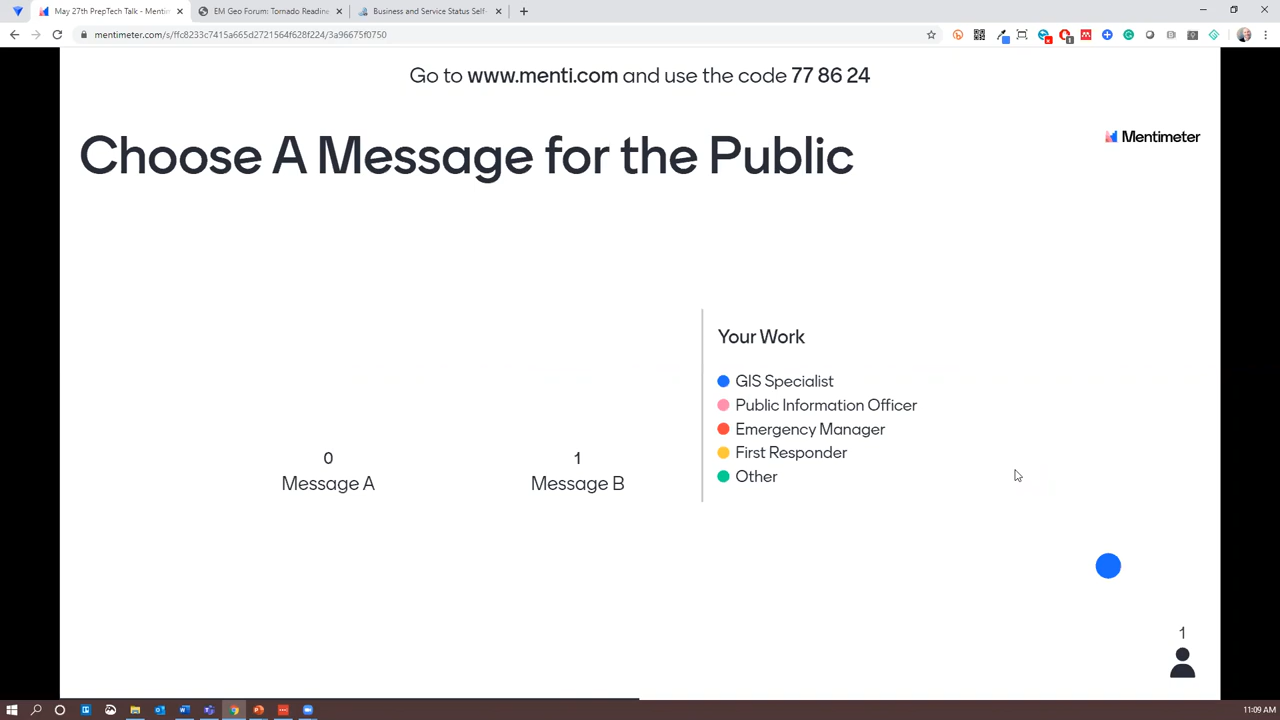 May 27th PrepTech Talk - Mentim
EM Geo Forum: Tornado Readine
Business and Service Status Self-
mentimeter.com/s/ffc8233c7415a665d2721564f628f224/3a96675f0750
Go to www.menti.com and use the code 77 86 24
Choose A Message for the Public
Mentimeter
0
Message A
1
Message B
Your Work
GIS Specialist
Public Information Officer
Emergency Manager
First Responder
Other
1
11:09 AM